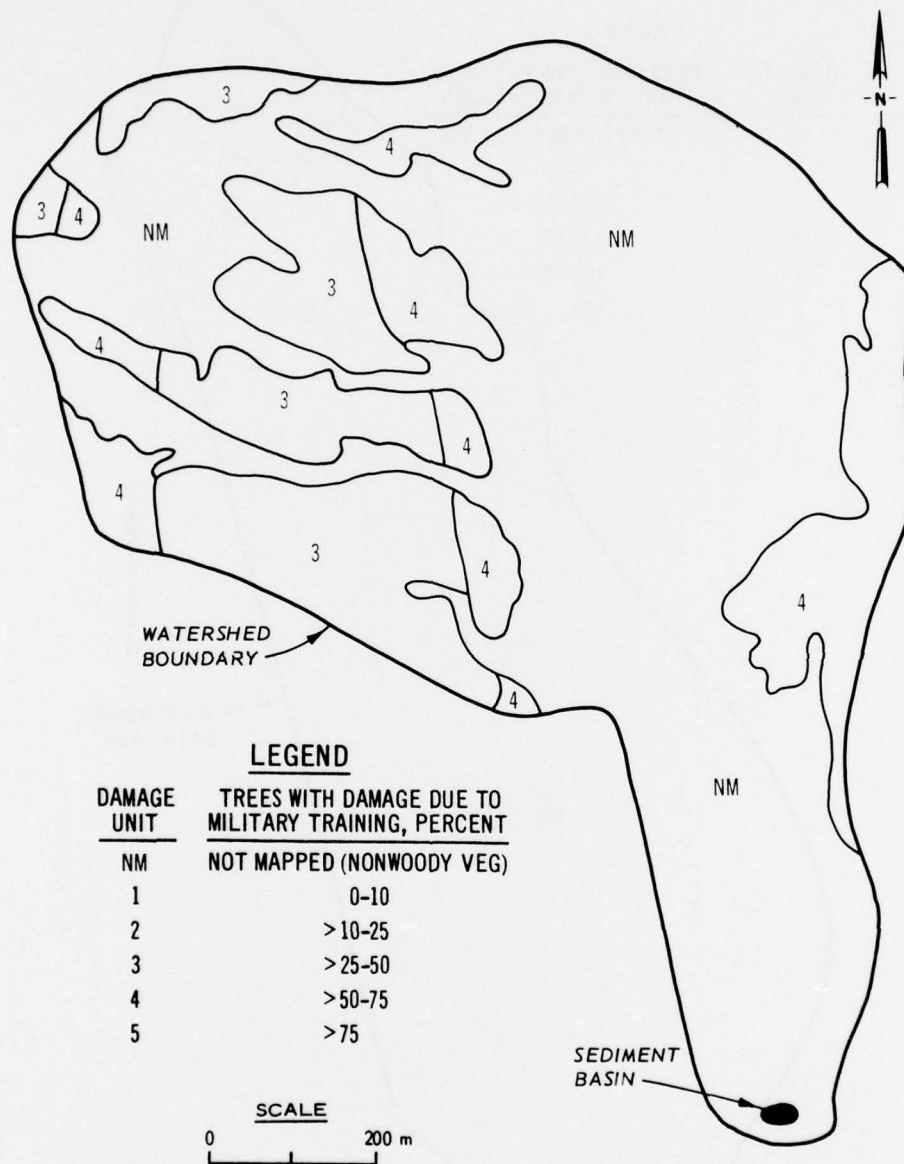 N
3
4
3
4
NM
NM
3
4
4
3
4
4
3
4
4
4
WATERSHED
BOUNDARY
NM
LEGEND
DAMAGE UNIT TREES WITH DAMAGE DUE TO MILITARY TRAINING, PERCENT
NM NOT MAPPED (NONWOODY VEG)
1 0-10
2 >10-25
3 >25-50
4 >50-75
5 >75
SEDIMENT
BASIN
SCALE
0 200 m